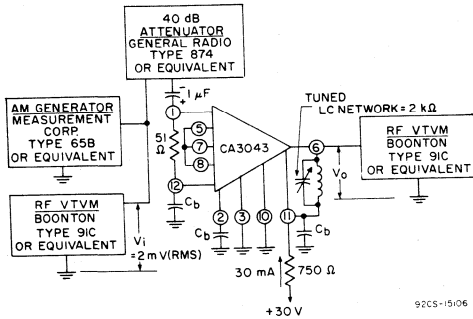 40 dB
ATTENUATOR
GENERAL RADIO
TYPE 874
OR EQUIVALENT
AM GENERATOR
MEASUREMENT
CORP.
TYPE 65B
OR EQUIVALENT
RF VTVM
BOONTON
TYPE 91C
OR EQUIVALENT
Vi
=2 mV(RMS)
- 1 µF
+
1
51
Ω
5
7
8
12
Cb
CA3043
2
3
10
11
Cb
TUNED
LC NETWORK = 2 kΩ
6
Vo
Cb
RF VTVM
BOONTON
TYPE 91C
OR EQUIVALENT
30 mA
750 Ω
+30 V
92CS-15106